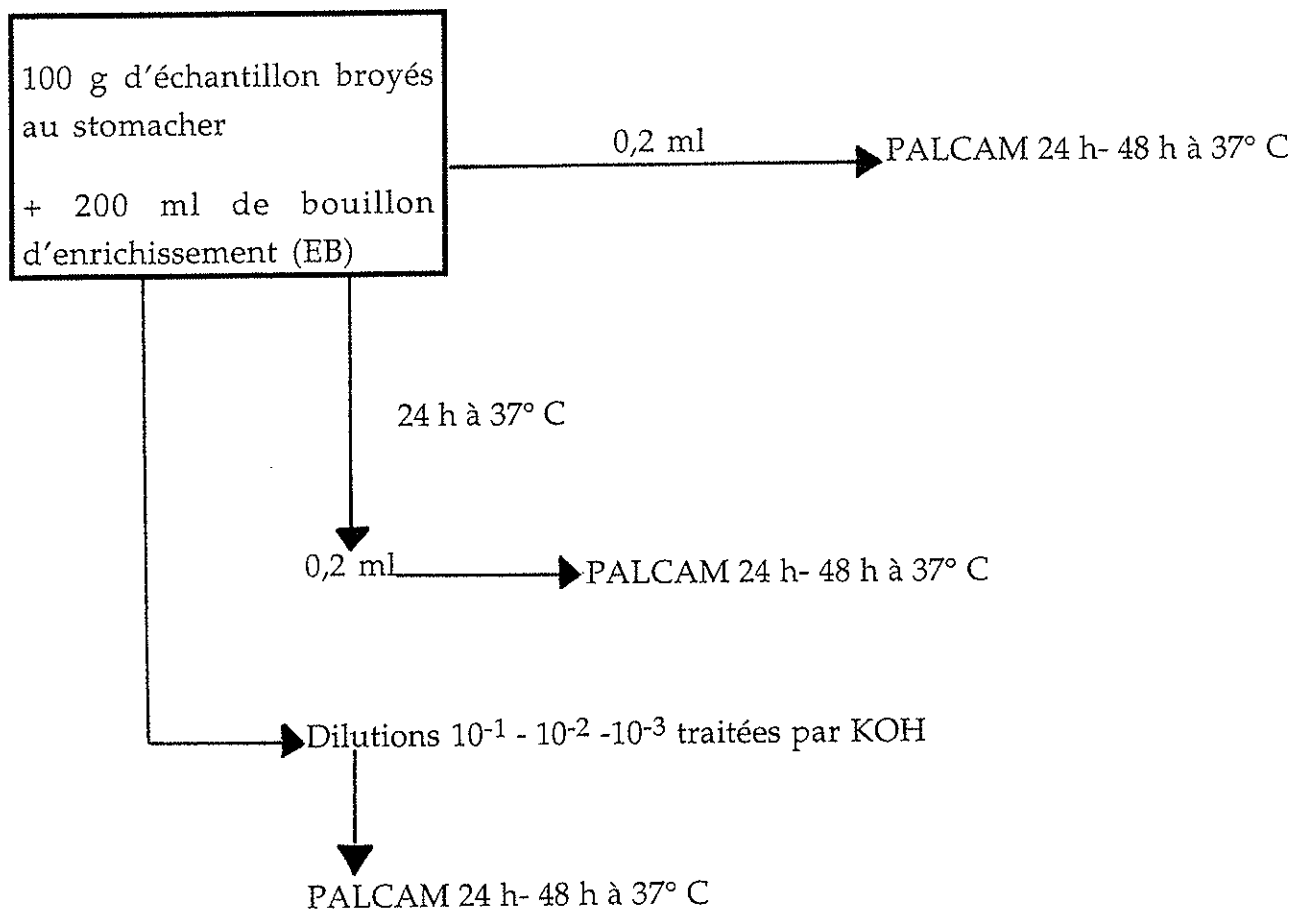 100 g d'échantillon broyés
au stomacher
+ 200 ml de bouillon
d'enrichissement (EB)
0,2 ml
PALCAM 24 h- 48 h à 37° C
24 h à 37° C
0,2 ml
PALCAM 24 h- 48 h à 37° C
Dilutions 10-1 - 10-2 -10-3 traitées par KOH
PALCAM 24 h- 48 h à 37° C